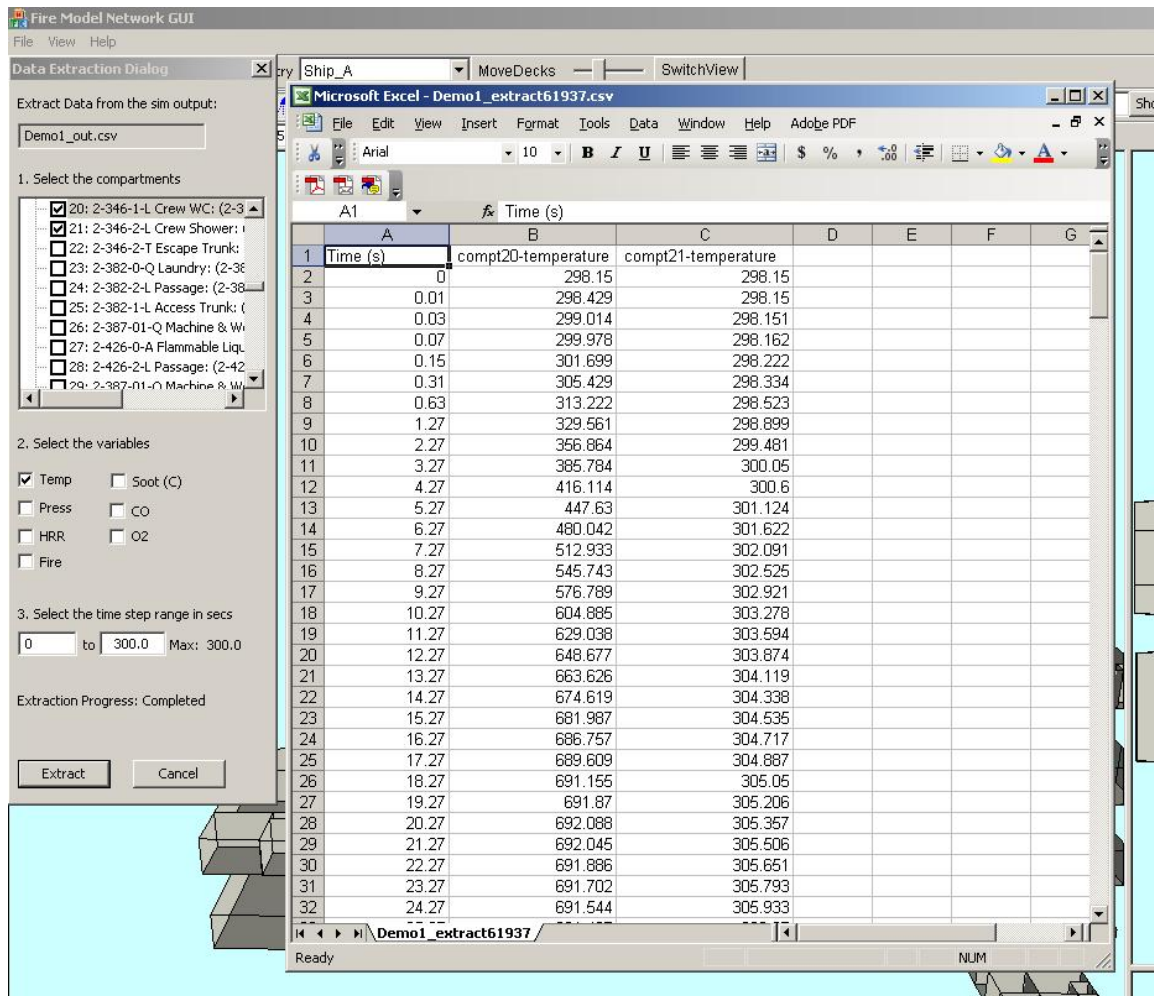 Fire Model Network GUI
File View Help
Data Extraction Dialog
Extract Data from the sim output:
Demo1_out.csv
1. Select the compartments
20: 2-346-1-L Crew WC: (2-3
21: 2-346-2-L Crew Shower:
22: 2-346-2-T Escape Trunk:
23: 2-382-0-Q Laundry: (2-38
24: 2-382-2-L Passage: (2-38
25: 2-382-1-L Access Trunk: (
26: 2-387-01-Q Machine & W
27: 2-426-0-A Flammable Liqu
28: 2-426-2-L Passage: (2-42
29: 2-387-01-Q Machine & W
2. Select the variables
Temp Soot (C)
Press CO
HRR O2
Fire
3. Select the time step range in secs
0 to 300.0 Max: 300.0
Extraction Progress: Completed
Extract Cancel
ry Ship_A MoveDecks SwitchView
Sho
5
Microsoft Excel - Demo1_extract61937.csv
File Edit View Insert Format Tools Data Window Help Adobe PDF
Arial 10 B I U $ % ,
A1 fx Time (s)
A B C D E F G
1 Time (s) compt20-temperature compt21-temperature
2 0 298.15 298.15
3 0.01 298.429 298.15
4 0.03 299.014 298.151
5 0.07 299.978 298.162
6 0.15 301.699 298.222
7 0.31 305.429 298.334
8 0.63 313.222 298.523
9 1.27 329.561 298.899
10 2.27 356.864 299.481
11 3.27 385.784 300.05
12 4.27 416.114 300.6
13 5.27 447.63 301.124
14 6.27 480.042 301.622
15 7.27 512.933 302.091
16 8.27 545.743 302.525
17 9.27 576.789 302.921
18 10.27 604.885 303.278
19 11.27 629.038 303.594
20 12.27 648.677 303.874
21 13.27 663.626 304.119
22 14.27 674.619 304.338
23 15.27 681.987 304.535
24 16.27 686.757 304.717
25 17.27 689.609 304.887
26 18.27 691.155 305.05
27 19.27 691.87 305.206
28 20.27 692.088 305.357
29 21.27 692.045 305.506
30 22.27 691.886 305.651
31 23.27 691.702 305.793
32 24.27 691.544 305.933
Demo1_extract61937
Ready NUM